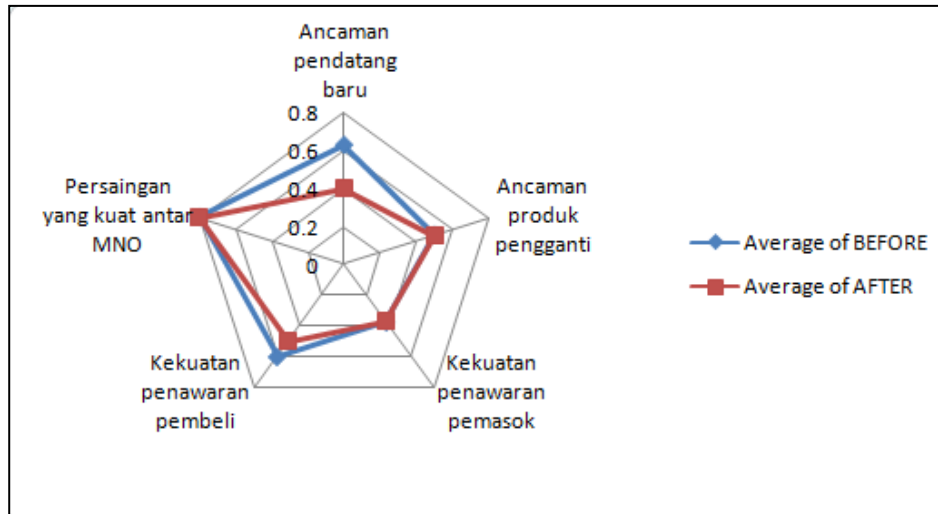 Ancaman
pendatang
baru
0.8
0.6
0.4
0.2
0
Ancaman
produk
pengganti
Kekuatan
penawaran
pemasok
Kekuatan
penawaran
pembeli
Persaingan
yang kuat antar
MNO
Average of BEFORE
Average of AFTER